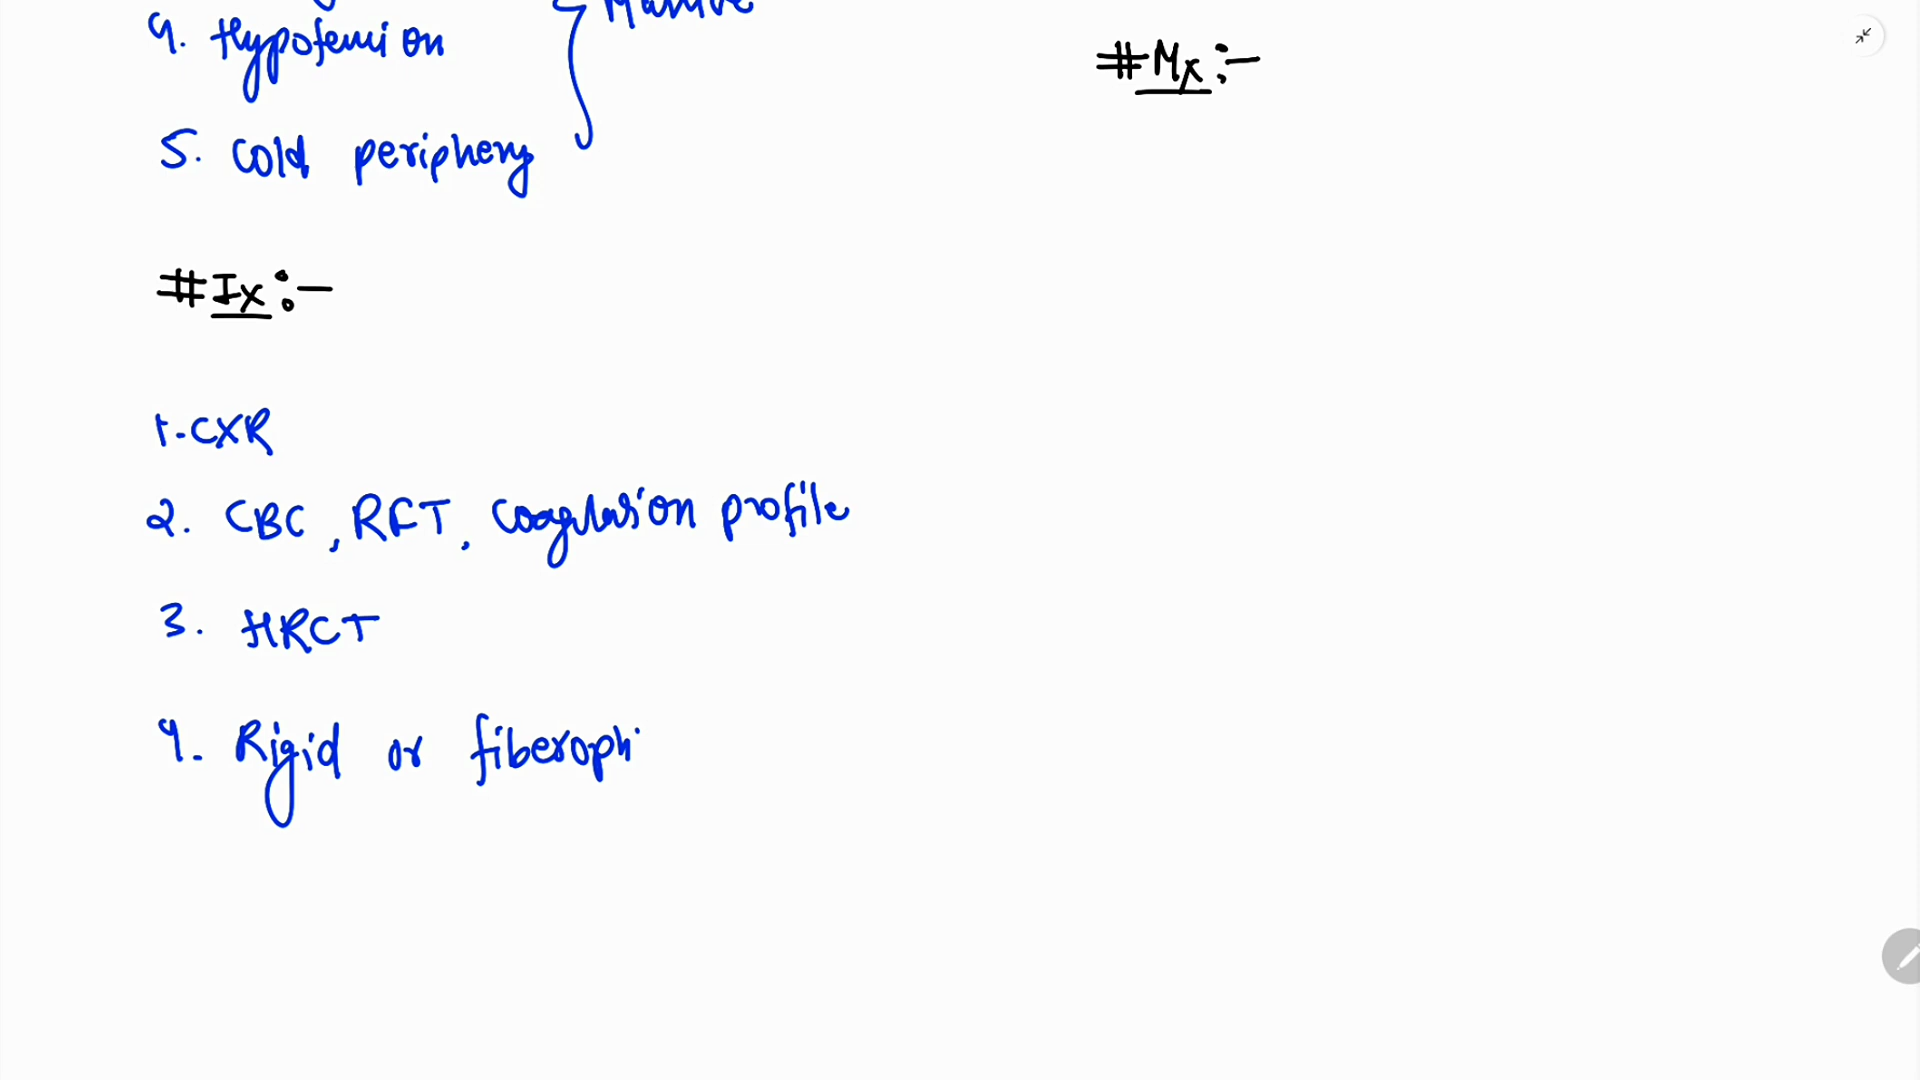 4. Hypotension
5. Cold periphery
# Ix :-
1. CXR
2. CBC, RFT, Coagulation profile
3. HRCT
4. Rigid or fiberopti
# Mx :-